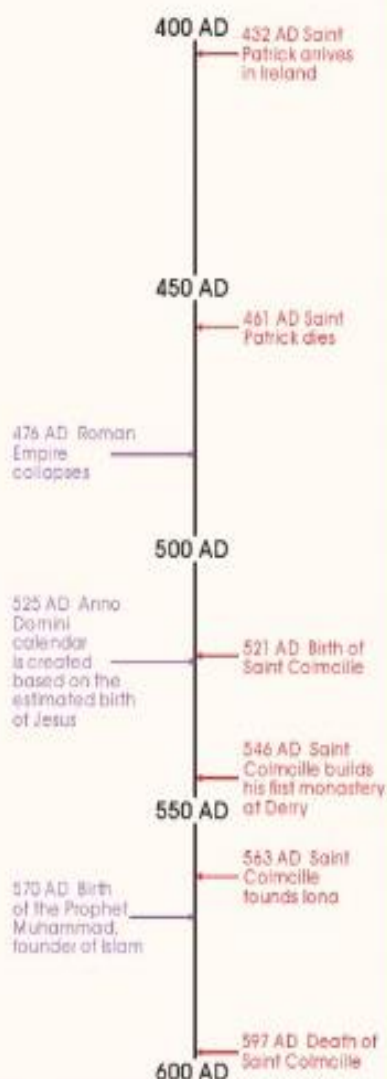 400 AD
432 AD Saint
Patrick arrives
in Ireland
450 AD
461 AD Saint
Patrick dies
476 AD Roman
Empire
collapses
500 AD
525 AD Anno
Domini
calendar
is created
based on the
estimated birth
of Jesus
521 AD Birth of
Saint Colmcille
546 AD Saint
Colmcille builds
his first monastery
at Derry
550 AD
563 AD Saint
Colmcille
founds Iona
570 AD Birth
of the Prophet
Muhammad,
founder of Islam
597 AD Death of
Saint Colmcille
600 AD